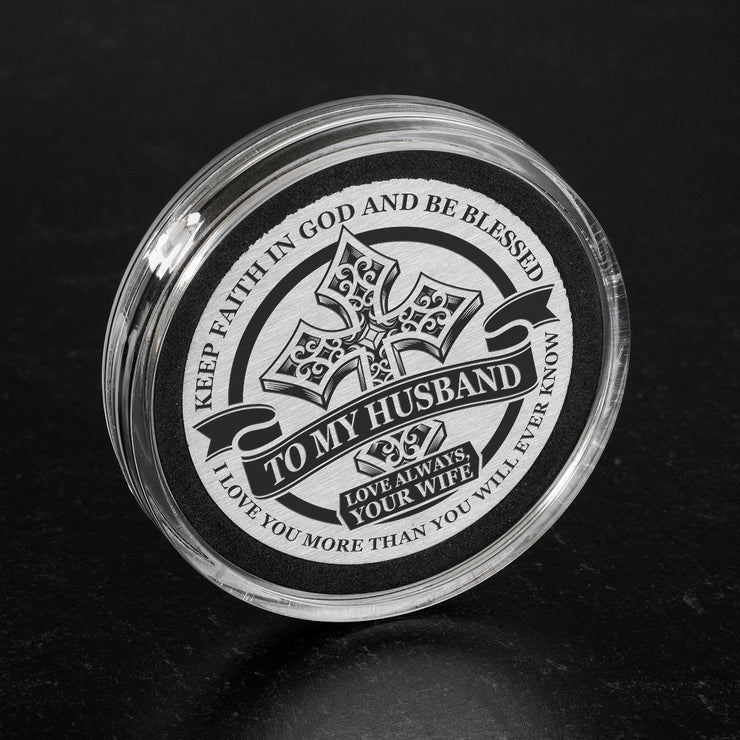 KEEP FAITH IN GOD AND BE BLESSED
TO MY HUSBAND
LOVE ALWAYS,
YOUR WIFE
I LOVE YOU MORE THAN YOU WILL EVER KNOW